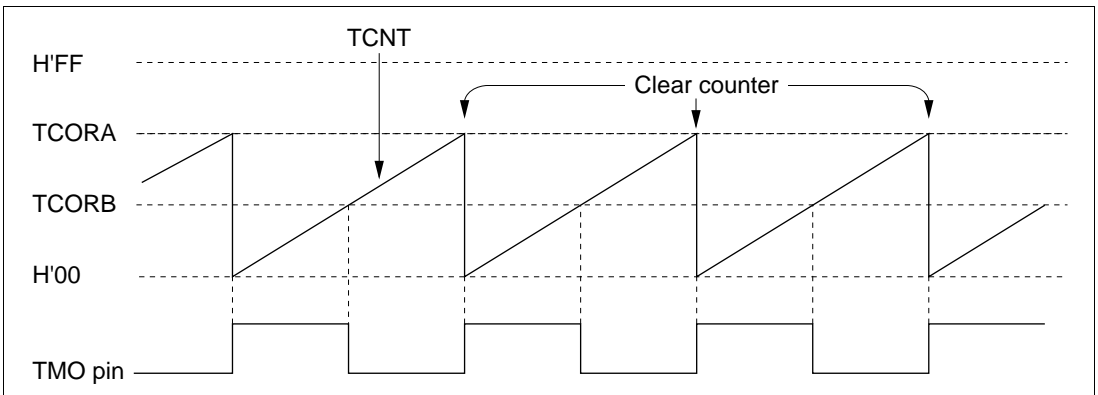 TCNT
H'FF
Clear counter
TCORA
TCORB
H'00
TMO pin